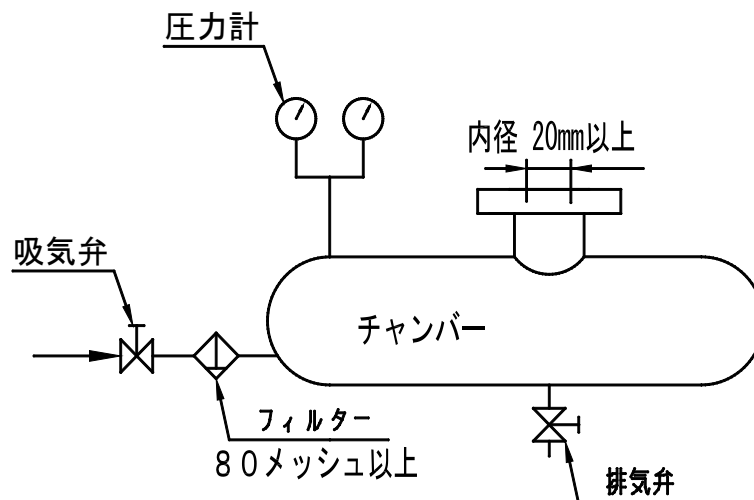 圧力計
内径 20mm以上
吸気弁
チャンバー
フィルター
80メッシュ以上
排気弁